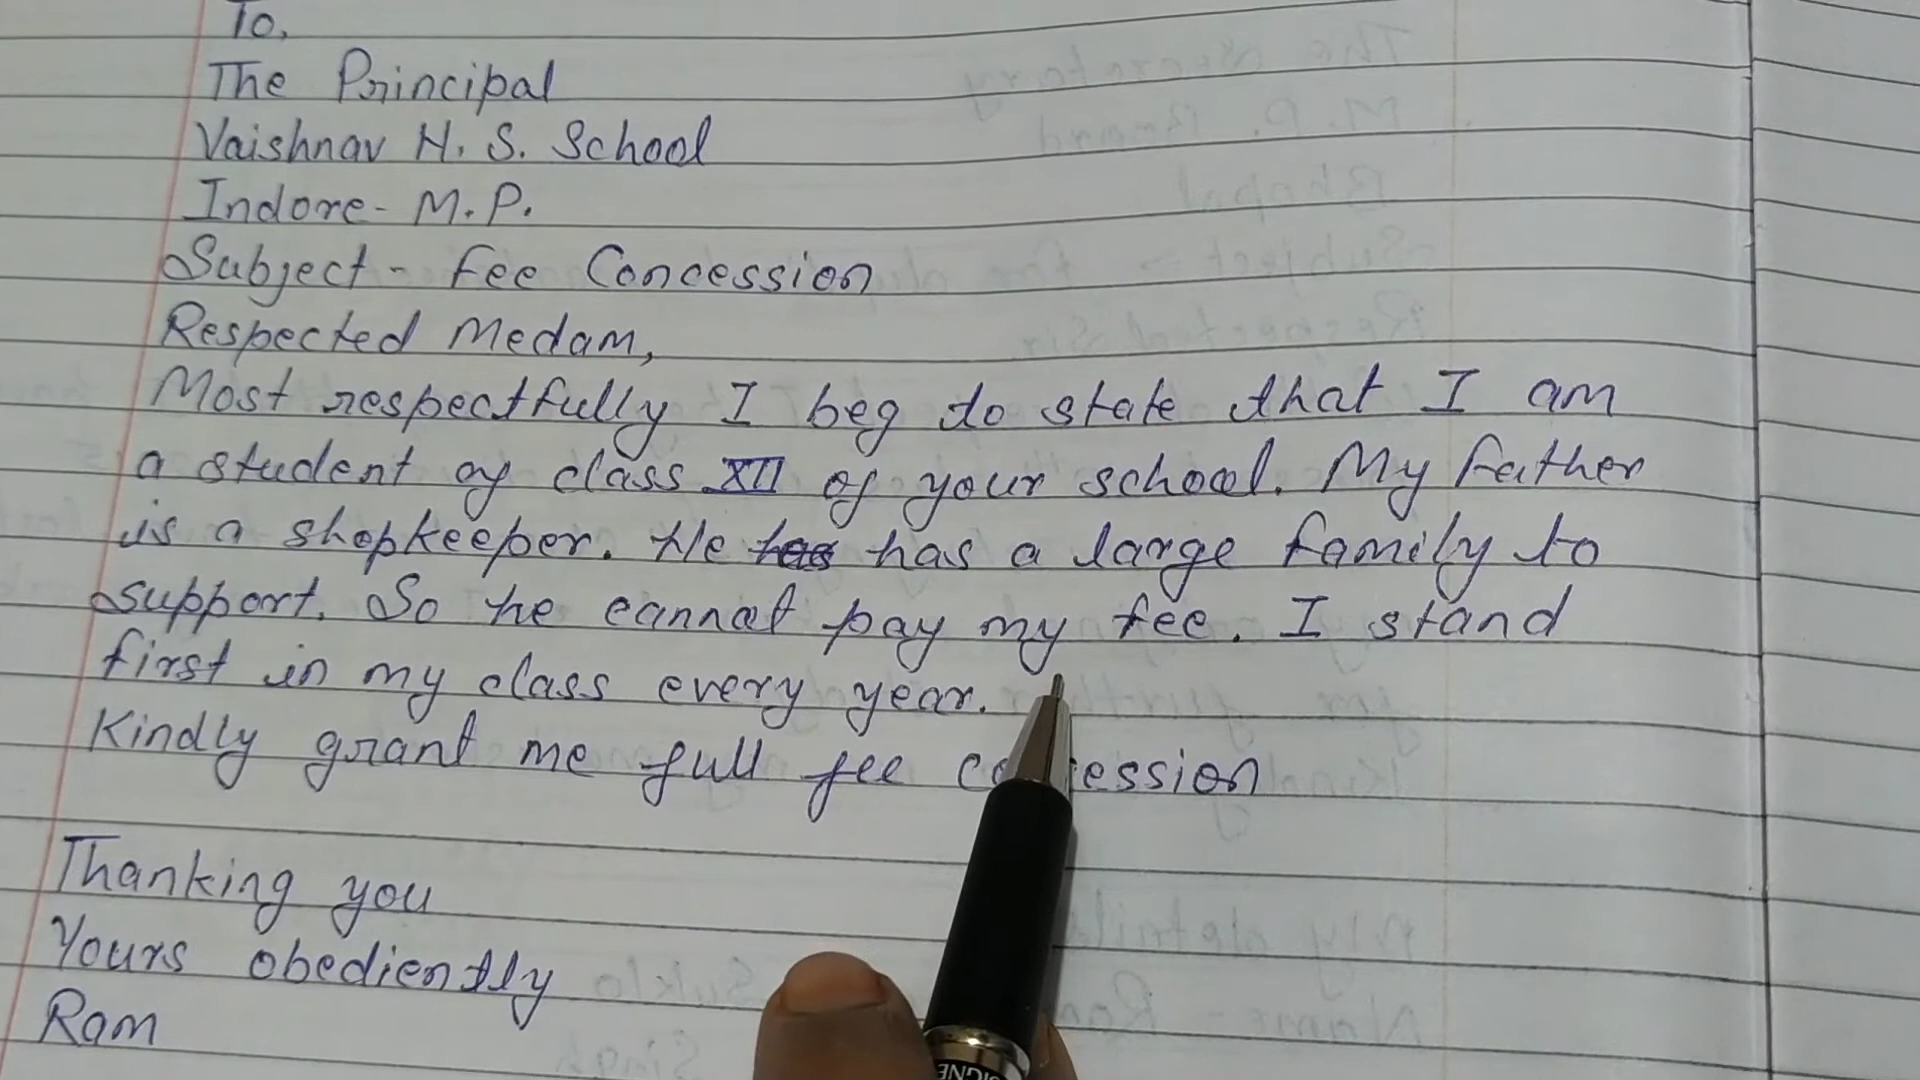 To,
The Principal
Vaishnav H. S. School
Indore - M.P.
Subject - Fee Concession
Respected Medam,
Most respectfully I beg to state that I am
a student of class XII of your school. My father
is a shopkeeper. He has has a large family to
support. So he cannot pay my fee. I stand
first in my class every year.
Kindly grant me full fee co ession
Thanking you
Yours obediently
Ram